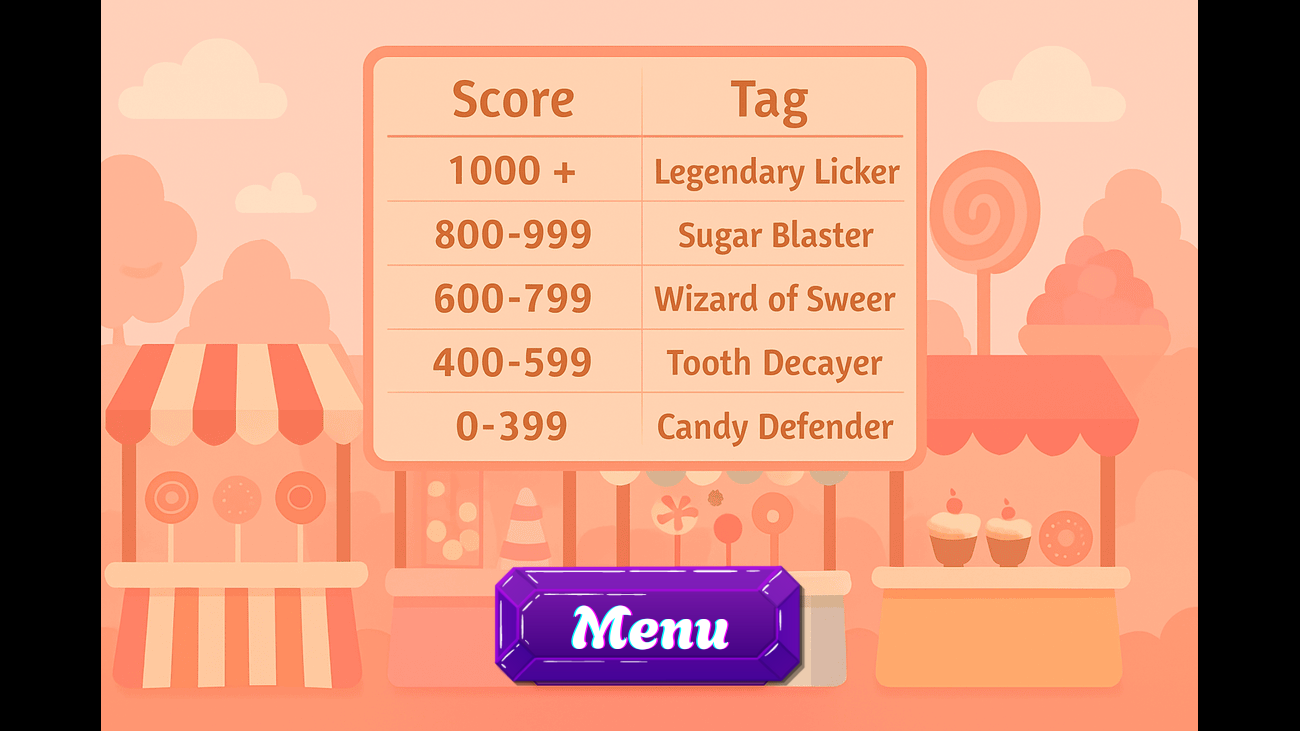 Score Tag
1000 + Legendary Licker
800-999 Sugar Blaster
600-799 Wizard of Sweer
400-599 Tooth Decayer
0-399 Candy Defender
Menu